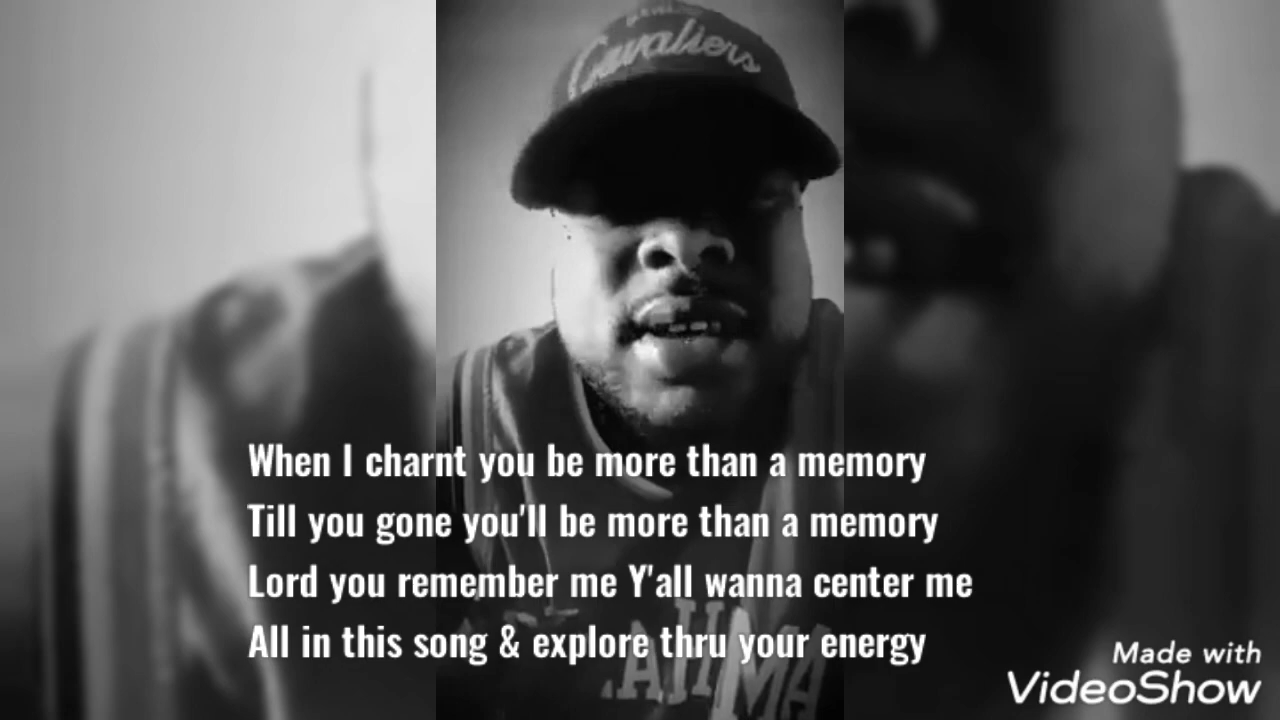 Cavaliers
When I charnt you be more than a memory
Till you gone you'll be more than a memory
Lord you remember me Y'all wanna center me
All in this song & explore thru your energy
AHMA
Made with
VideoShow